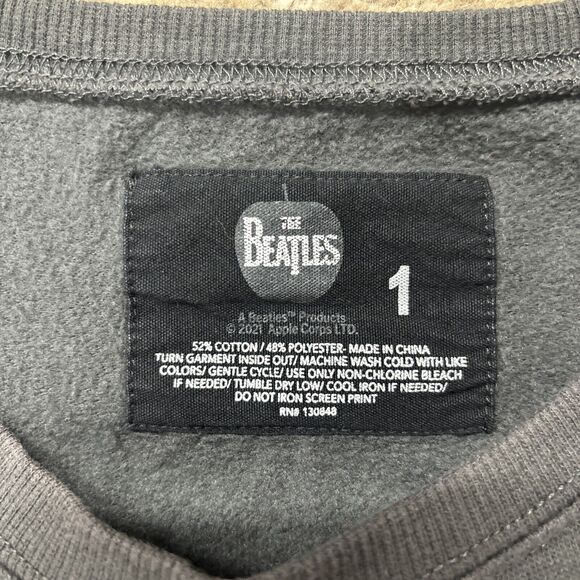 THE
BEATLES
1
A Beatles™ Products
© 2021 Apple Corps LTD.
52% COTTON / 48% POLYESTER- MADE IN CHINA
TURN GARMENT INSIDE OUT/ MACHINE WASH COLD WITH LIKE
COLORS/ GENTLE CYCLE/ USE ONLY NON-CHLORINE BLEACH
IF NEEDED/ TUMBLE DRY LOW/ COOL IRON IF NEEDED/
DO NOT IRON SCREEN PRINT
RN# 130848